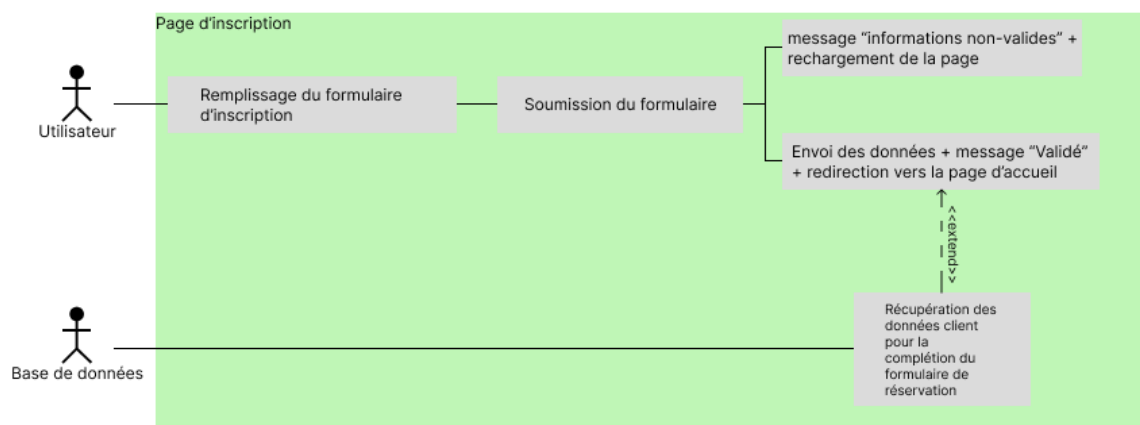 Page d’inscription
message “informations non-valides” +
rechargement de la page
Remplissage du formulaire
d’inscription
Soumission du formulaire
Utilisateur
Envoi des données + message “Validé”
+ redirection vers la page d’accueil
<<extend>>
Récupération des
données client
pour la
complétion du
formulaire de
réservation
Base de données